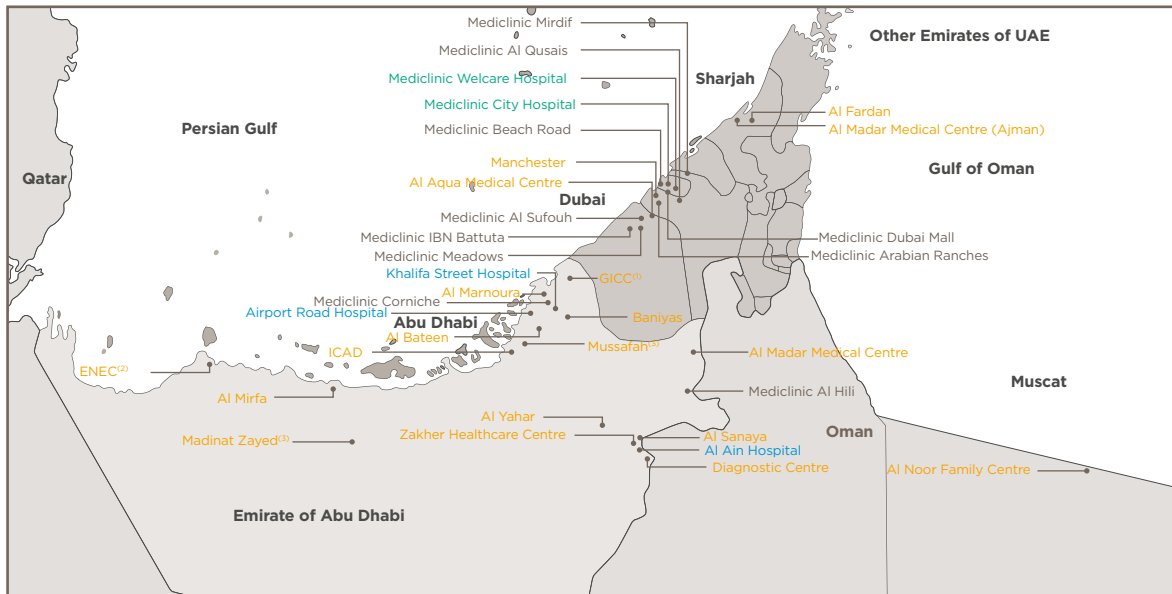 Mediclinic Mirdif
Other Emirates of UAE
Mediclinic Al Qusais
Mediclinic Welcare Hospital
Sharjah
Mediclinic City Hospital
Al Fardan
Persian Gulf
Mediclinic Beach Road
Al Madar Medical Centre (Ajman)
Manchester
Gulf of Oman
Qatar
Al Aqua Medical Centre
Dubai
Mediclinic Al Sufouh
Mediclinic IBN Battuta
Mediclinic Dubai Mall
Mediclinic Meadows
Mediclinic Arabian Ranches
Khalifa Street Hospital
GICC(1)
Al Marnoura
Mediclinic Corniche
Airport Road Hospital
Baniyas
Abu Dhabi
Al Bateen
Mussafah(3)
ICAD
Al Madar Medical Centre
ENEC(2)
Muscat
Mediclinic Al Hili
Al Mirfa
Al Yahar
Oman
Zakher Healthcare Centre
Al Sanaya
Madinat Zayed(3)
Al Ain Hospital
Diagnostic Centre
Al Noor Family Centre
Emirate of Abu Dhabi